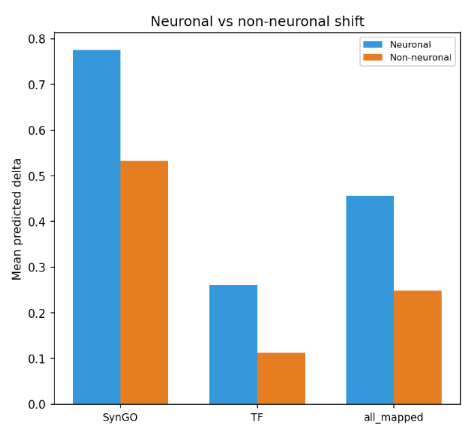 Neuronal vs non-neuronal shift
Neuronal
Non-neuronal
Mean predicted delta
0.8
0.7
0.6
0.5
0.4
0.3
0.2
0.1
0.0
SynGO
TF
all_mapped